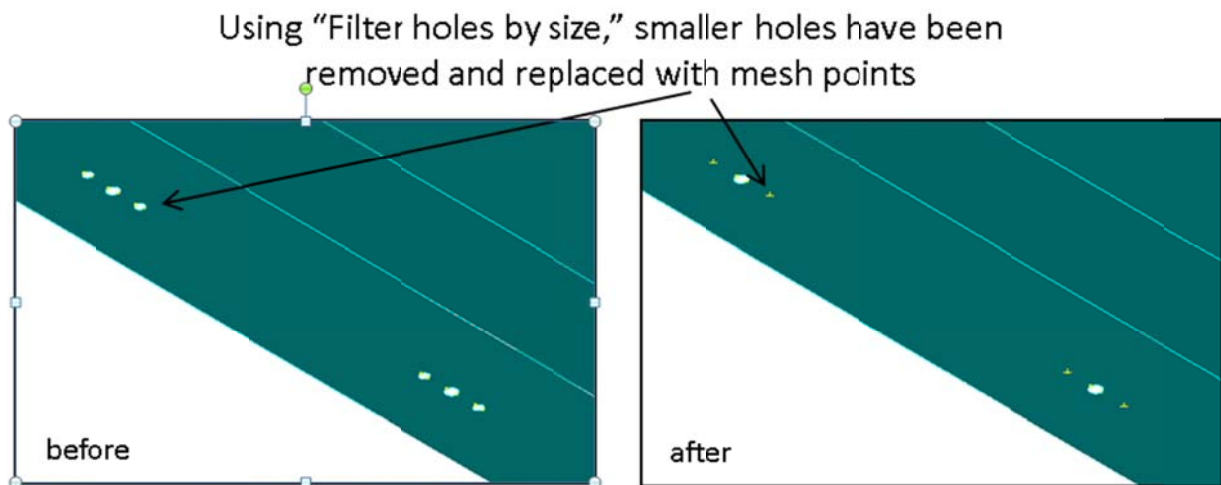 Using “Filter holes by size,” smaller holes have been
removed and replaced with mesh points
before
after